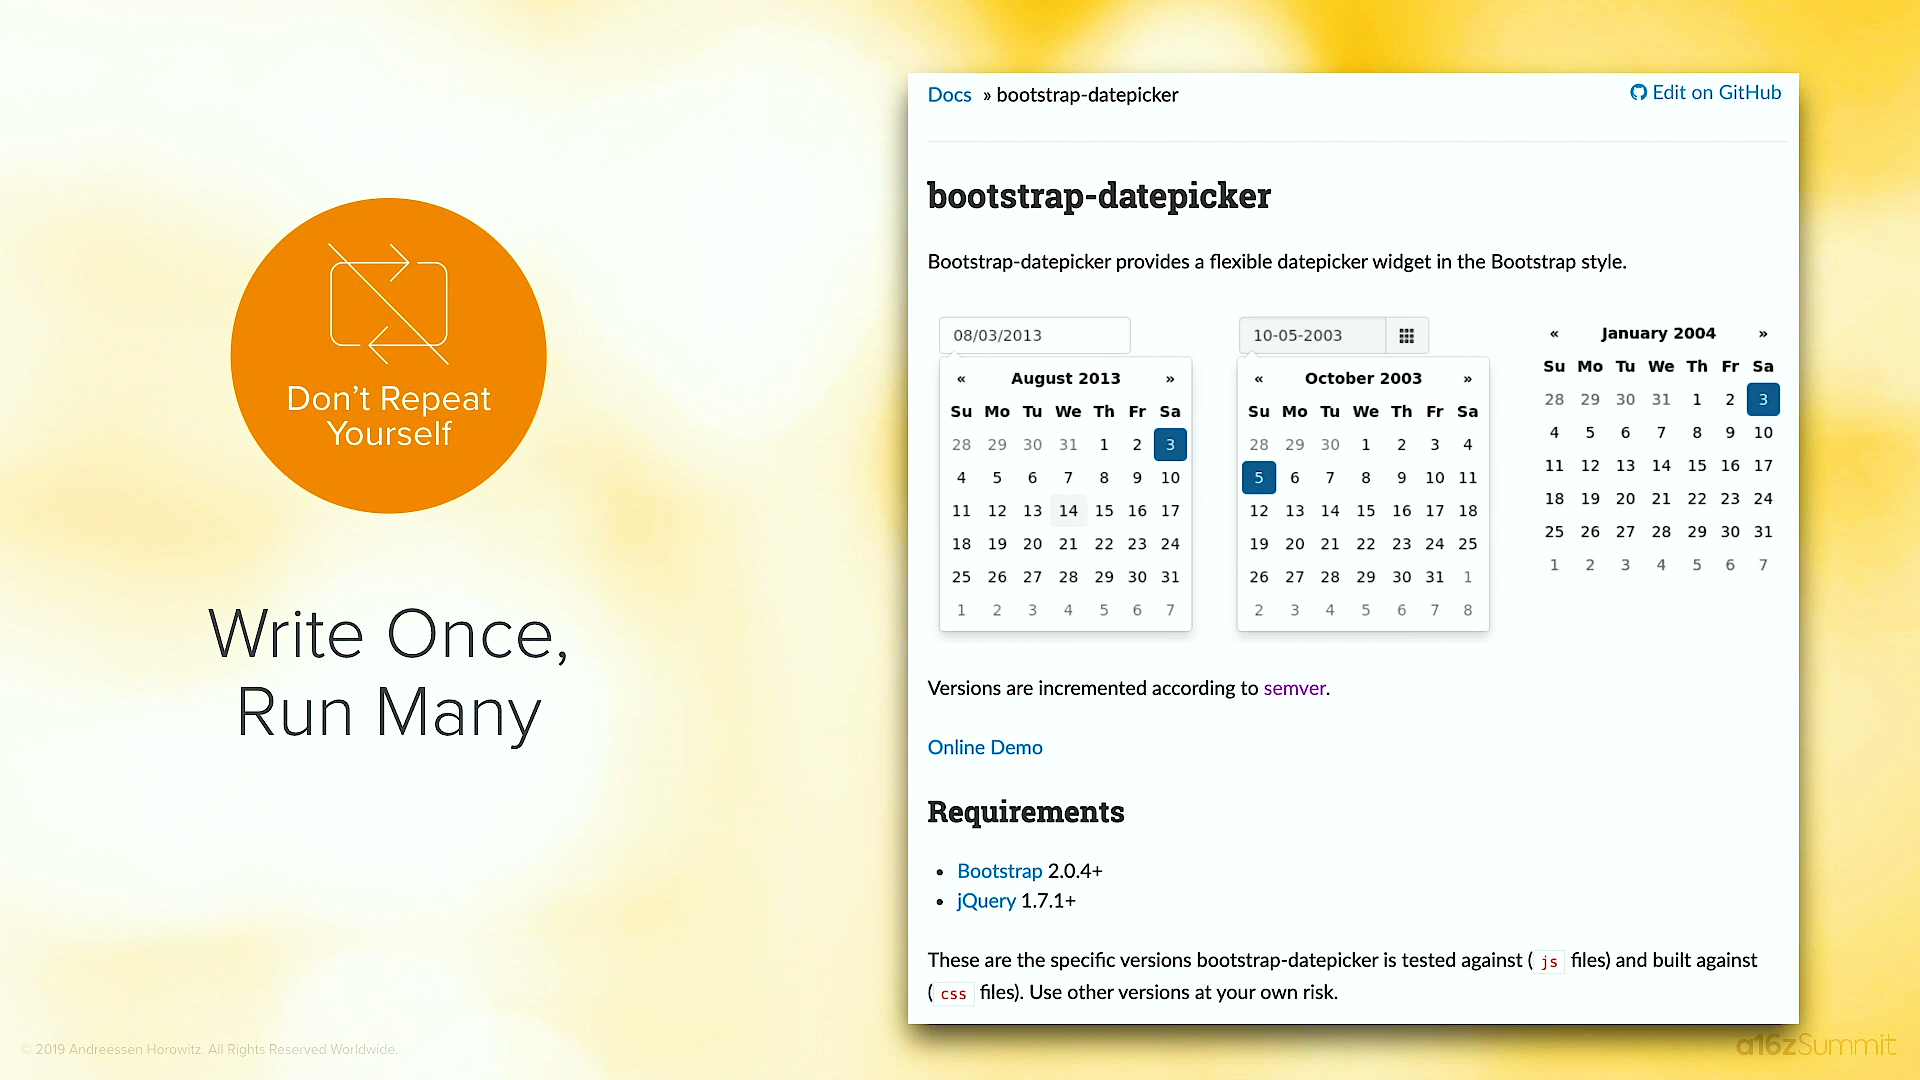 Don't Repeat
Yourself
Write Once,
Run Many
Docs » bootstrap-datepicker
Edit on GitHub
bootstrap-datepicker
Bootstrap-datepicker provides a flexible datepicker widget in the Bootstrap style.
08/03/2013
« August 2013 »
Su Mo Tu We Th Fr Sa
28 29 30 31 1 2 3
4 5 6 7 8 9 10
11 12 13 14 15 16 17
18 19 20 21 22 23 24
25 26 27 28 29 30 31
1 2 3 4 5 6 7
10-05-2003
« October 2003 »
Su Mo Tu We Th Fr Sa
28 29 30 1 2 3 4
5 6 7 8 9 10 11
12 13 14 15 16 17 18
19 20 21 22 23 24 25
26 27 28 29 30 31 1
2 3 4 5 6 7 8
« January 2004 »
Su Mo Tu We Th Fr Sa
28 29 30 31 1 2 3
4 5 6 7 8 9 10
11 12 13 14 15 16 17
18 19 20 21 22 23 24
25 26 27 28 29 30 31
1 2 3 4 5 6 7
Versions are incremented according to semver.
Online Demo
Requirements
• Bootstrap 2.0.4+
• jQuery 1.7.1+
These are the specific versions bootstrap-datepicker is tested against ( js files) and built against
( css files). Use other versions at your own risk.
© 2019 Andreessen Horowitz. All Rights Reserved Worldwide.
a16zSummit